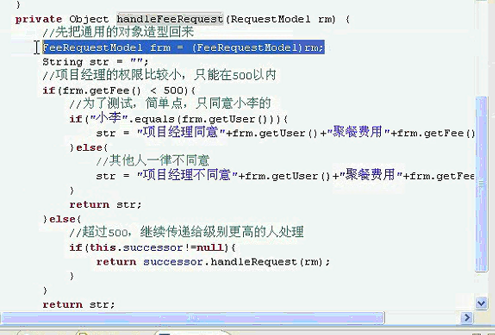 }
private Object handleFeeRequest(RequestModel rm) {
//先把通用的对象造型回来
FeeRequestModel frm = (FeeRequestModel)rm;
String str = "";
//项目经理的权限比较小，只能在500以内
if(frm.getFee() < 500){
//为了测试，简单点，只同意小李的
if("小李".equals(frm.getUser())){
str = "项目经理同意"+frm.getUser()+"聚餐费用"+frm.getFee()
}else{
//其他人一律不同意
str = "项目经理不同意"+frm.getUser()+"聚餐费用"+frm.getFee
}
return str;
}else{
//超过500，继续传递给级别更高的人处理
if(this.successor!=null){
return successor.handleRequest(rm);
}
}
return str;